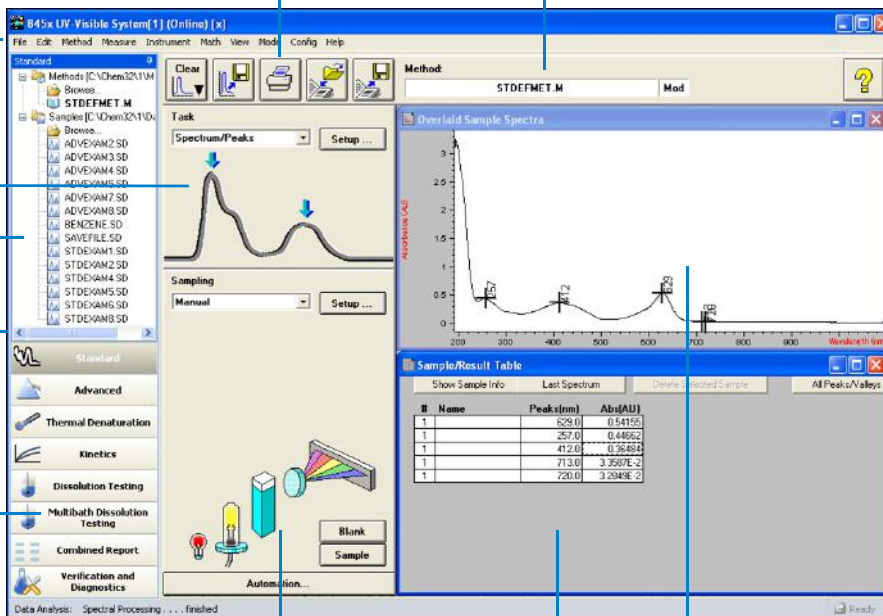 845x UV-Visible System[1] (Online) [x]
File Edit Method Measure Instrument Math View Mode Config Help
Standard
Methods [C:\Chem32\1\M
Browse...
STDEFMET.M
Samples [C:\Chem32\1\Da
Browse...
ADVEXAM2.SD
ADVEXAM3.SD
ADVEXAM4.SD
ADVEXAM5.SD
ADVEXAM7.SD
ADVEXAM8.SD
BENZENE.SD
SAVEFILE.SD
STDEXAM1.SD
STDEXAM2.SD
STDEXAM4.SD
STDEXAM5.SD
STDEXAM6.SD
STDEXAM8.SD
Standard
Advanced
Thermal Denaturation
Kinetics
Dissolution Testing
Multibath Dissolution
Testing
Combined Report
Verification and
Diagnostics
Clear
Task
Spectrum/Peaks
Setup ...
Sampling
Manual
Setup ...
Blank
Sample
Automation...
Method:
STDEFMET.M Mod
?
Overlaid Sample Spectra
Absorbance (AU)
3
2.5
2
1.5
1
0.5
0
257
412
629
200 300 400 500 600 700 800 900
Wavelength (nm
Sample/Result Table
Show Sample Info Last Spectrum Delete Selected Sample All Peaks/Valleys
# Name Peaks(nm) Abs(AU)
1 629.0 0.54155
1 257.0 0.44662
1 412.0 0.36484
1 713.0 3.3587E-2
1 720.0 3.2049E-2
Data Analysis: Spectral Processing . . . . finished
Ready